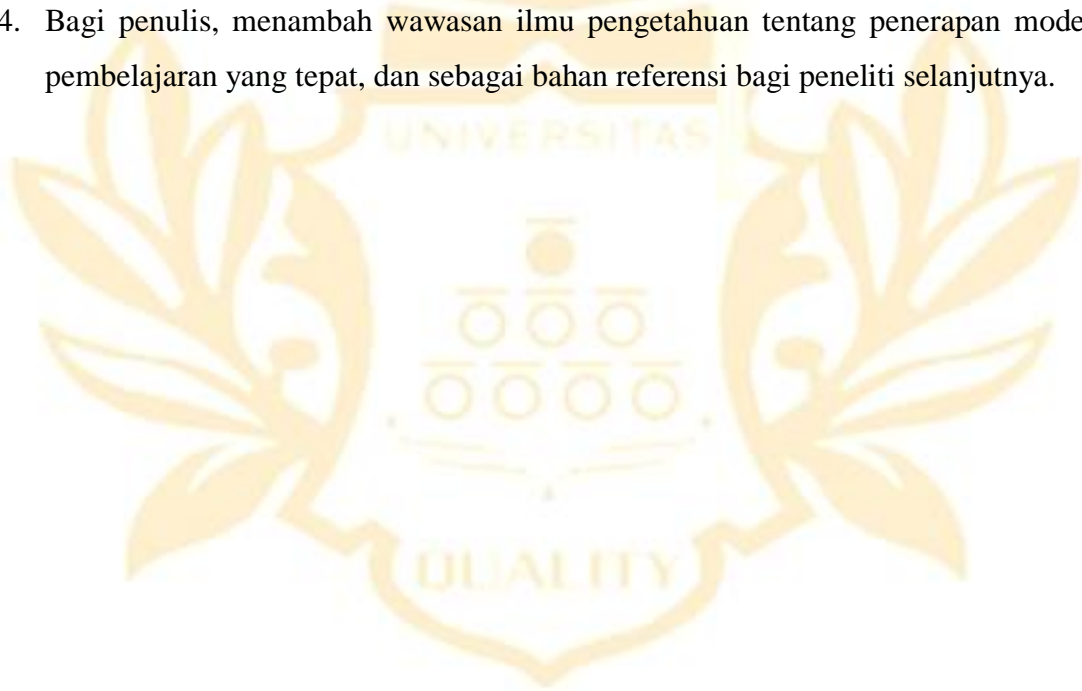 4. Bagi penulis, menambah wawasan ilmu pengetahuan tentang penerapan mode
pembelajaran yang tepat, dan sebagai bahan referensi bagi peneliti selanjutnya.
UNIVERSITAS
QUALITY